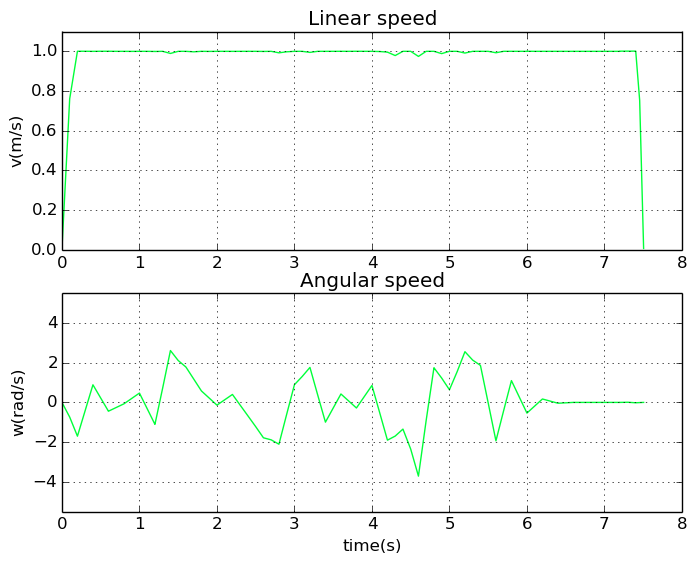 Linear speed
1.0
0.8
0.6
0.4
0.2
0.0
v(m/s)
0 1 2 3 4 5 6 7 8
Angular speed
4
2
0
−2
−4
w(rad/s)
0 1 2 3 4 5 6 7 8
time(s)